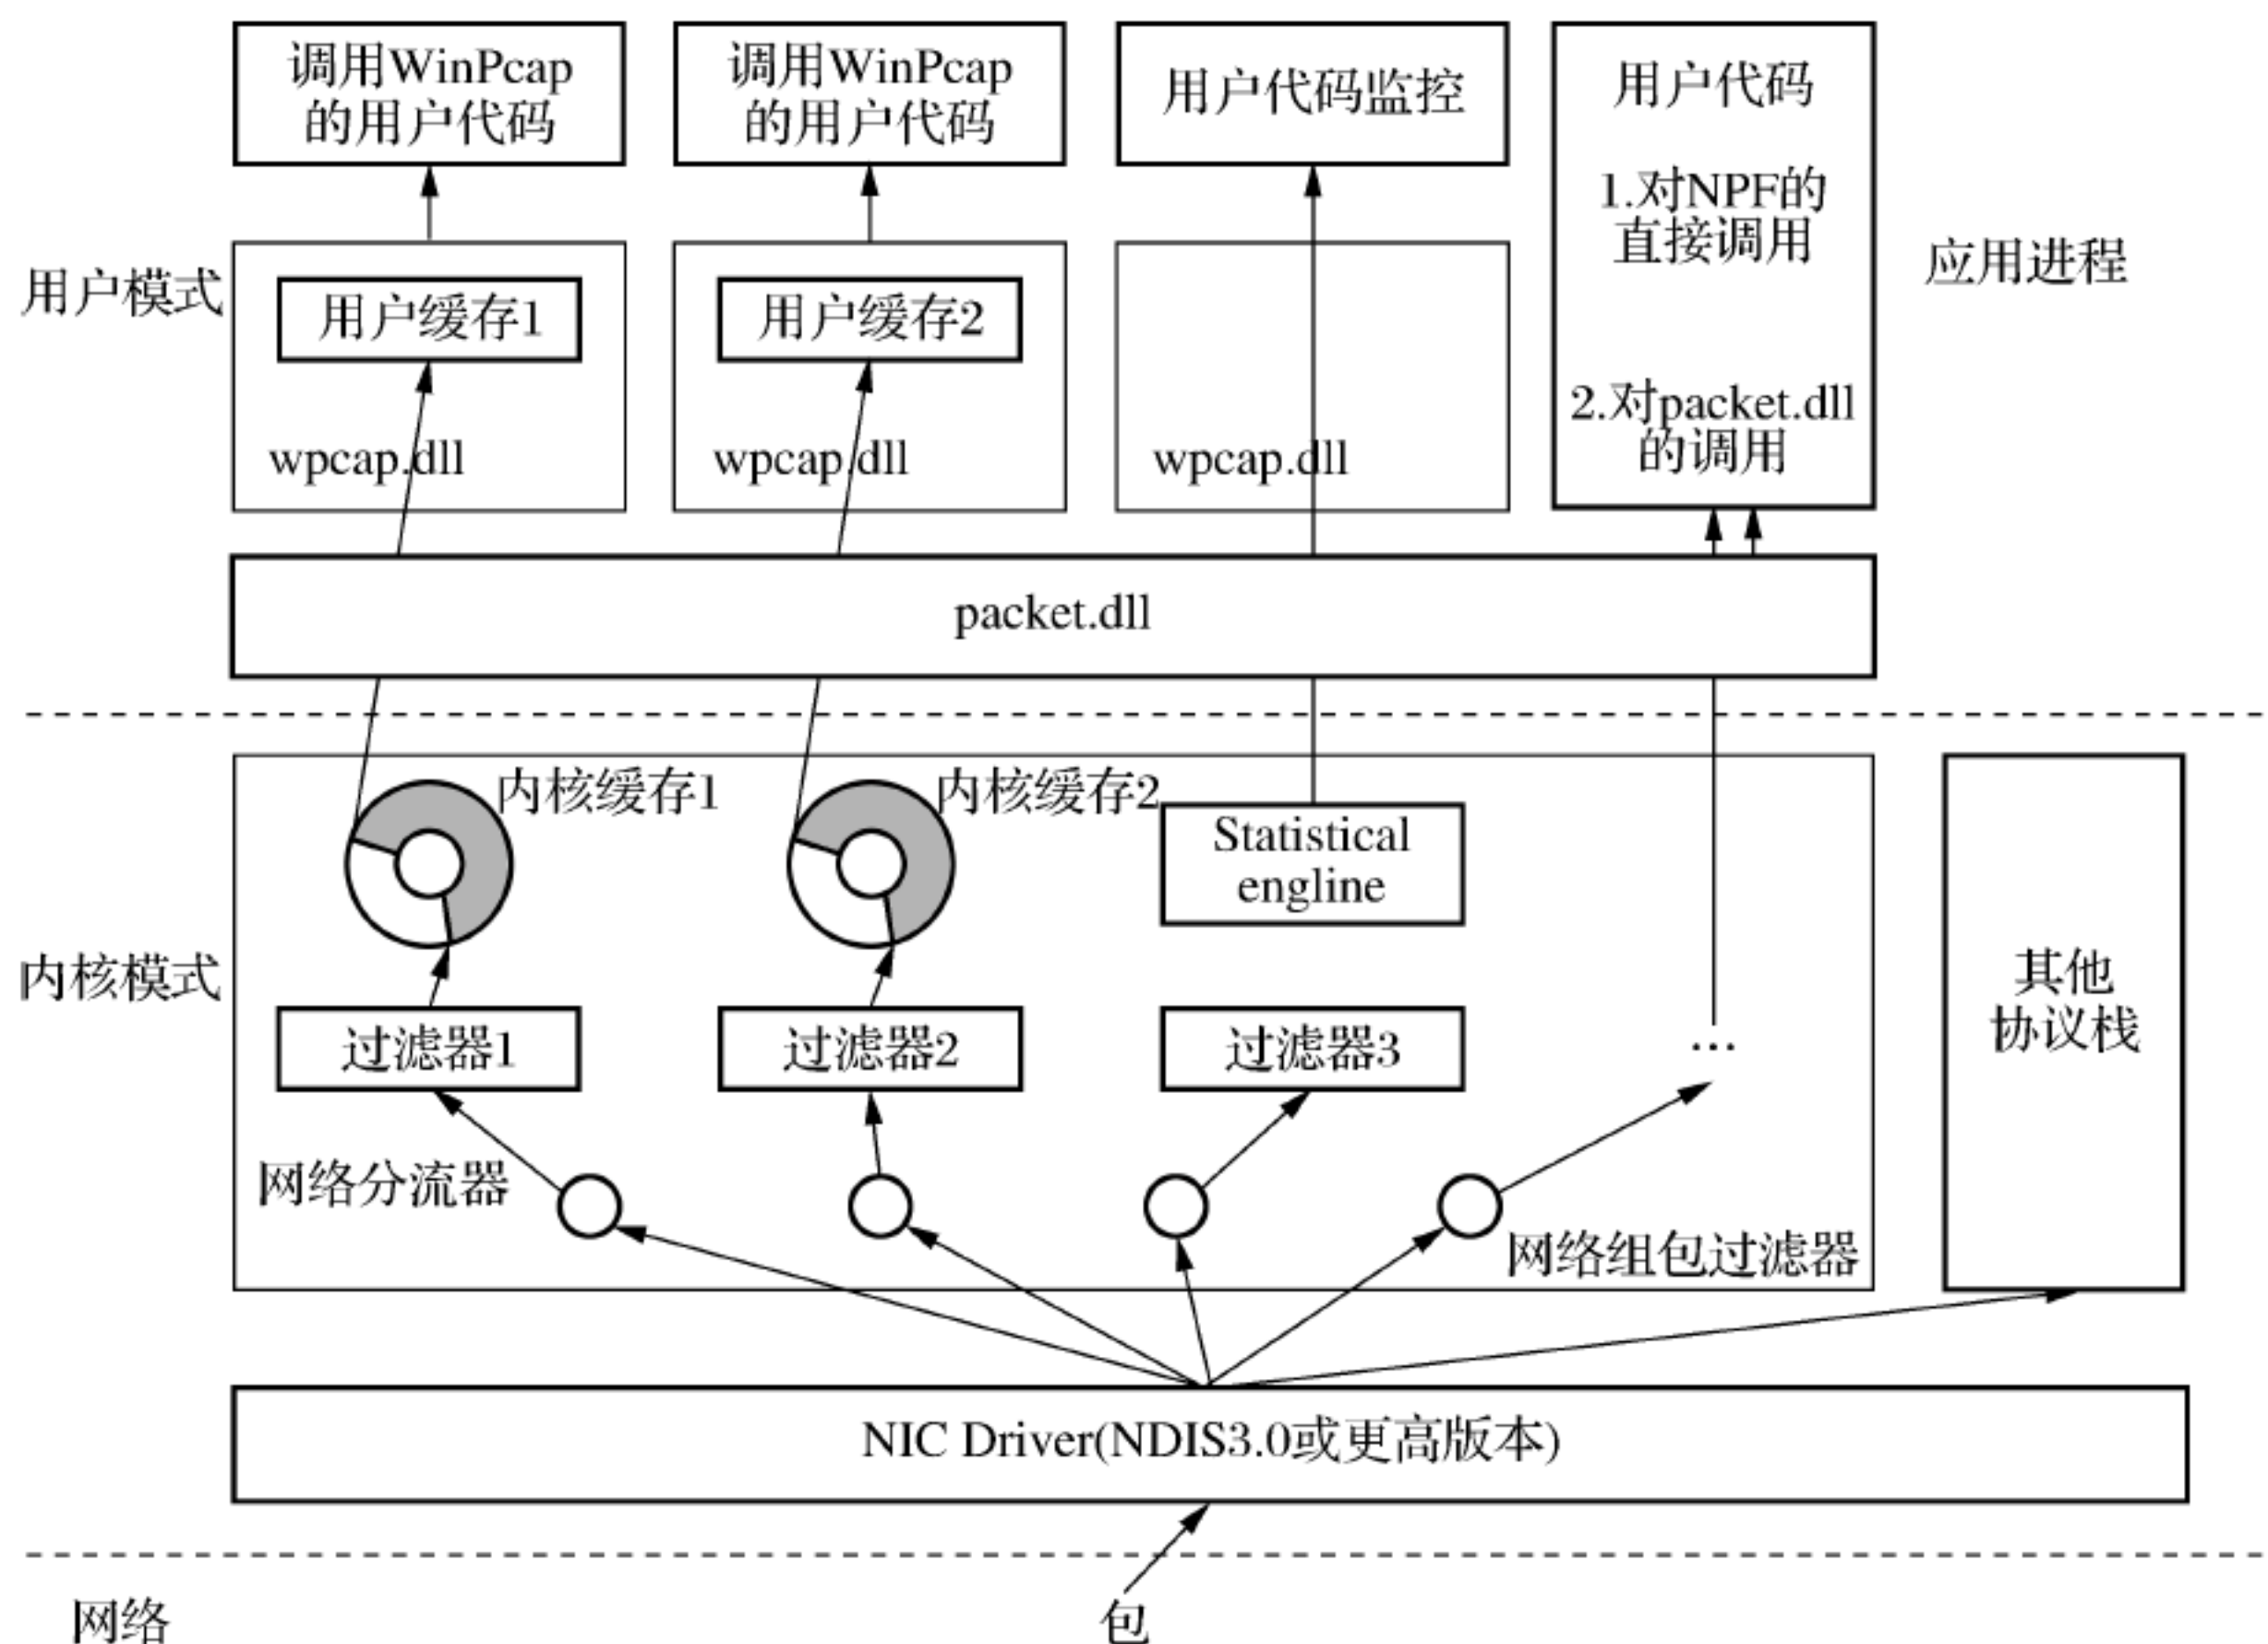 调用WinPcap
的用户代码
调用WinPcap
的用户代码
用户代码监控
用户代码
1.对NPF的
直接调用
2.对packet.dll
的调用
用户模式
用户缓存1
用户缓存2
应用进程
wpcap.dll
wpcap.dll
wpcap.dll
packet.dll
内核缓存1
内核缓存2
Statistical
engline
内核模式
过滤器1
过滤器2
过滤器3
...
其他
协议栈
网络分流器
网络组包过滤器
NIC Driver(NDIS3.0或更高版本)
网络
包